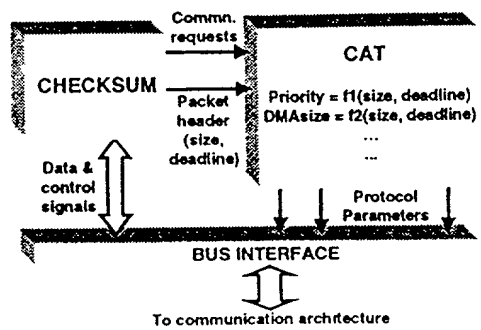 Commn.
requests
CAT
CHECKSUM
Packet
header
(size,
deadline)
Priority = f1(size, deadline)
DMAsize = f2(size, deadline)
...
...
Data &
control
signals
Protocol
Parameters
BUS INTERFACE
To communication architecture